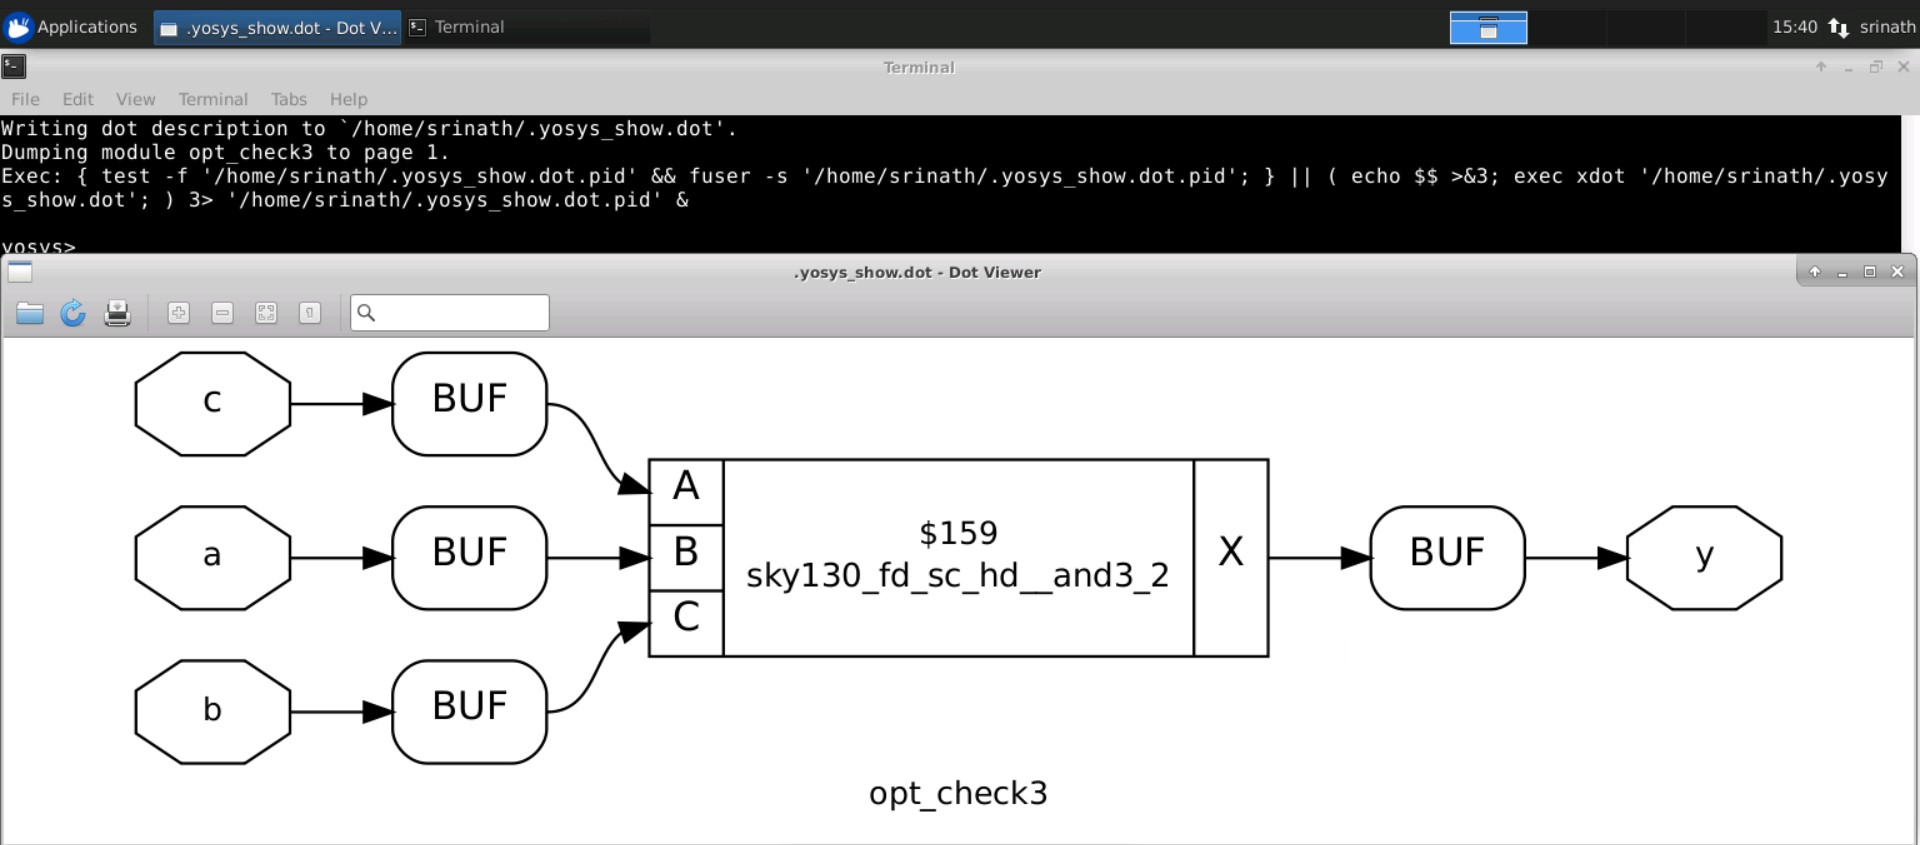 Applications .yosys_show.dot - Dot V... Terminal 15:40 srinath
Terminal
File Edit View Terminal Tabs Help
Writing dot description to `/home/srinath/.yosys_show.dot'.
Dumping module opt_check3 to page 1.
Exec: { test -f '/home/srinath/.yosys_show.dot.pid' && fuser -s '/home/srinath/.yosys_show.dot.pid'; } || ( echo $$ >&3; exec xdot '/home/srinath/.yosy
s_show.dot'; ) 3> '/home/srinath/.yosys_show.dot.pid' &
yosys>
.yosys_show.dot - Dot Viewer
c BUF
A
a BUF B $159 X BUF y
sky130_fd_sc_hd__and3_2
C
b BUF
opt_check3